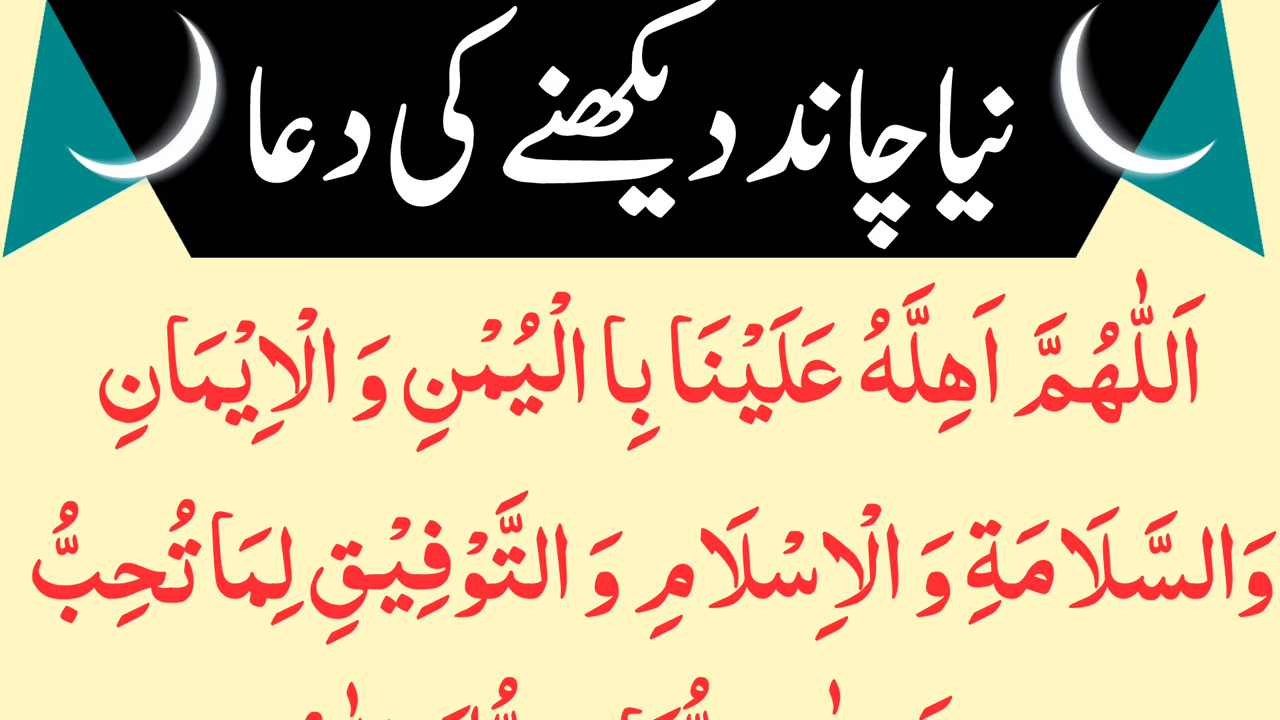 نیا چاند دیکھنے کی دعا
اَللّٰهُمَّ اَهِلَّهُ عَلَيْنَا بِا الْيُمْنِ وَ الْاِيْمَانِ
وَالسَّلَامَةِ وَ الْاِسْلَامِ وَ التَّوْفِيْقِ لِمَا تُحِبُّ